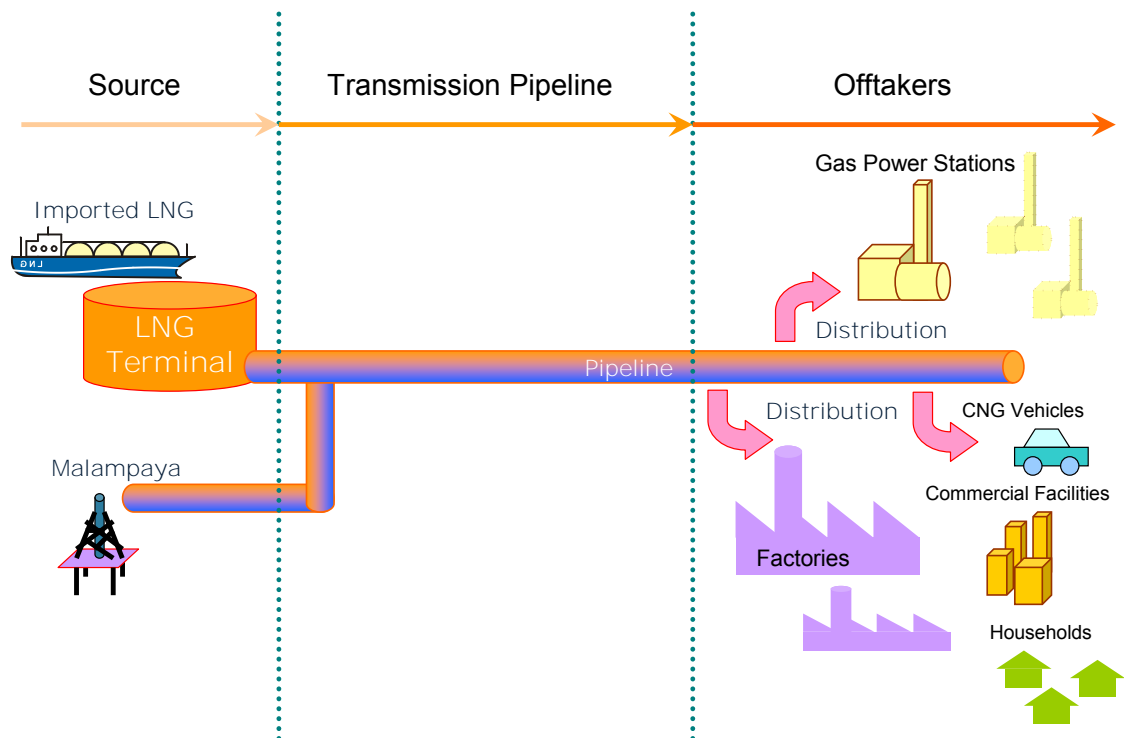 Source
Transmission Pipeline
Offtakers
Gas Power Stations
Imported LNG
LNG
LNG
Terminal
Distribution
Pipeline
Distribution
CNG Vehicles
Malampaya
Commercial Facilities
Factories
Households